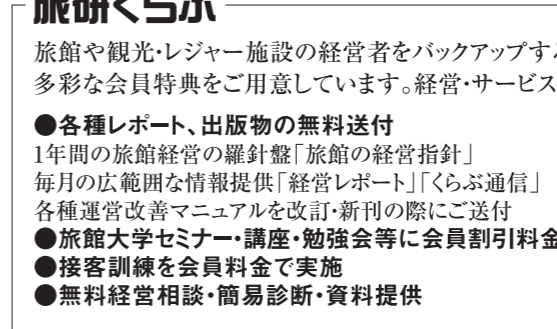 旅研くらぶ
旅館や観光・レジャー施設の経営者をバックアップする
多彩な会員特典をご用意しています。経営・サービス
●各種レポート、出版物の無料送付
1年間の旅館経営の羅針盤「旅館の経営指針」
毎月の広範囲な情報提供「経営レポート」「くらぶ通信」
各種運営改善マニュアルを改訂・新刊の際にご送付
●旅館大学セミナー・講座・勉強会等に会員割引料金
●接客訓練を会員料金で実施
●無料経営相談・簡易診断・資料提供